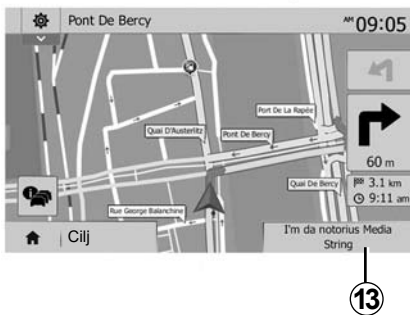 Pont De Bercy
AM 09:05
Port De La Rapée
Quai D'Austerlitz
Pont De Bercy
60 m
Quai De Bercy
3.1 km
9:11 am
Rue George Balanchine
Cilj
I'm da notorius Media
String
13